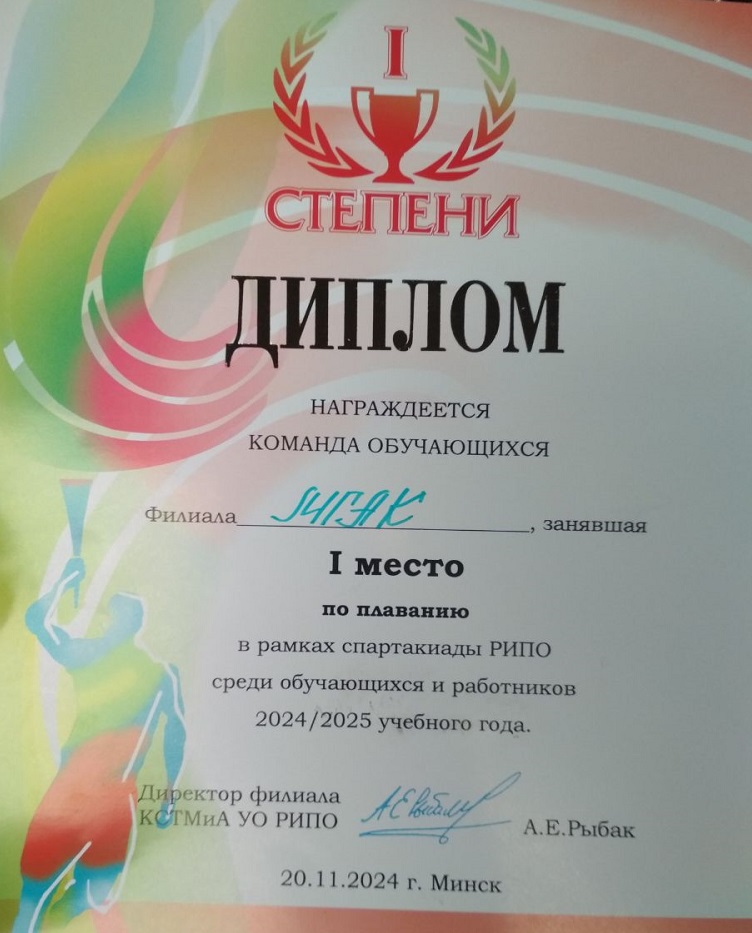 I
СТЕПЕНИ
ДИПЛОМ
НАГРАЖДЕЕТСЯ
КОМАНДА ОБУЧАЮЩИХСЯ
Филиала МГЭК, занявшая
I место
по плаванию
в рамках спартакиады РИПО
среди обучающихся и работников
2024/2025 учебного года.
Директор филиала
КСТМиА УО РИПО А.Е.Рыбак
20.11.2024 г. Минск